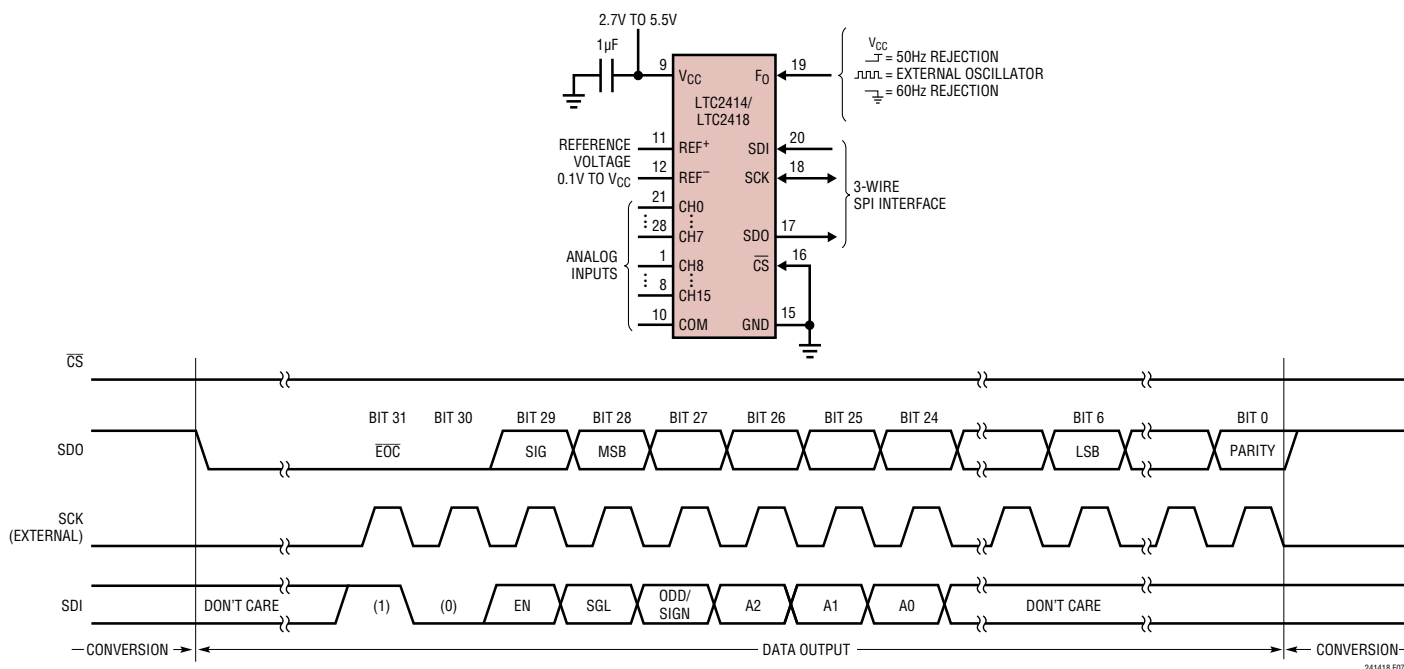 2.7V TO 5.5V
1µF
9
VCC
FO
19
VCC
= 50Hz REJECTION
= EXTERNAL OSCILLATOR
= 60Hz REJECTION
LTC2414/
LTC2418
REFERENCE
VOLTAGE
0.1V TO VCC
11
REF+
12
REF–
SDI
20
SCK
18
3-WIRE
SPI INTERFACE
21
CH0
28
CH7
SDO
17
ANALOG
INPUTS
1
CH8
8
CH15
CS
16
10
COM
GND
15
CS
BIT 31 BIT 30 BIT 29 BIT 28 BIT 27 BIT 26 BIT 25 BIT 24 BIT 6 BIT 0
SDO EOC SIG MSB LSB PARITY
SCK
(EXTERNAL)
SDI DON'T CARE (1) (0) EN SGL ODD/
SIGN A2 A1 A0 DON'T CARE
CONVERSION DATA OUTPUT CONVERSION
241418 F07